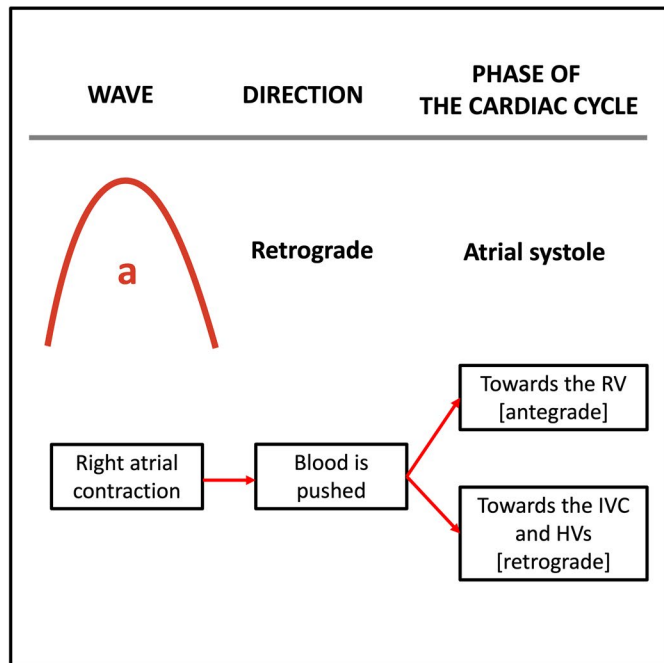 WAVE
DIRECTION
PHASE OF
THE CARDIAC CYCLE
a
Retrograde
Atrial systole
Right atrial
contraction
Blood is
pushed
Towards the RV
[antegrade]
Towards the IVC
and HVs
[retrograde]